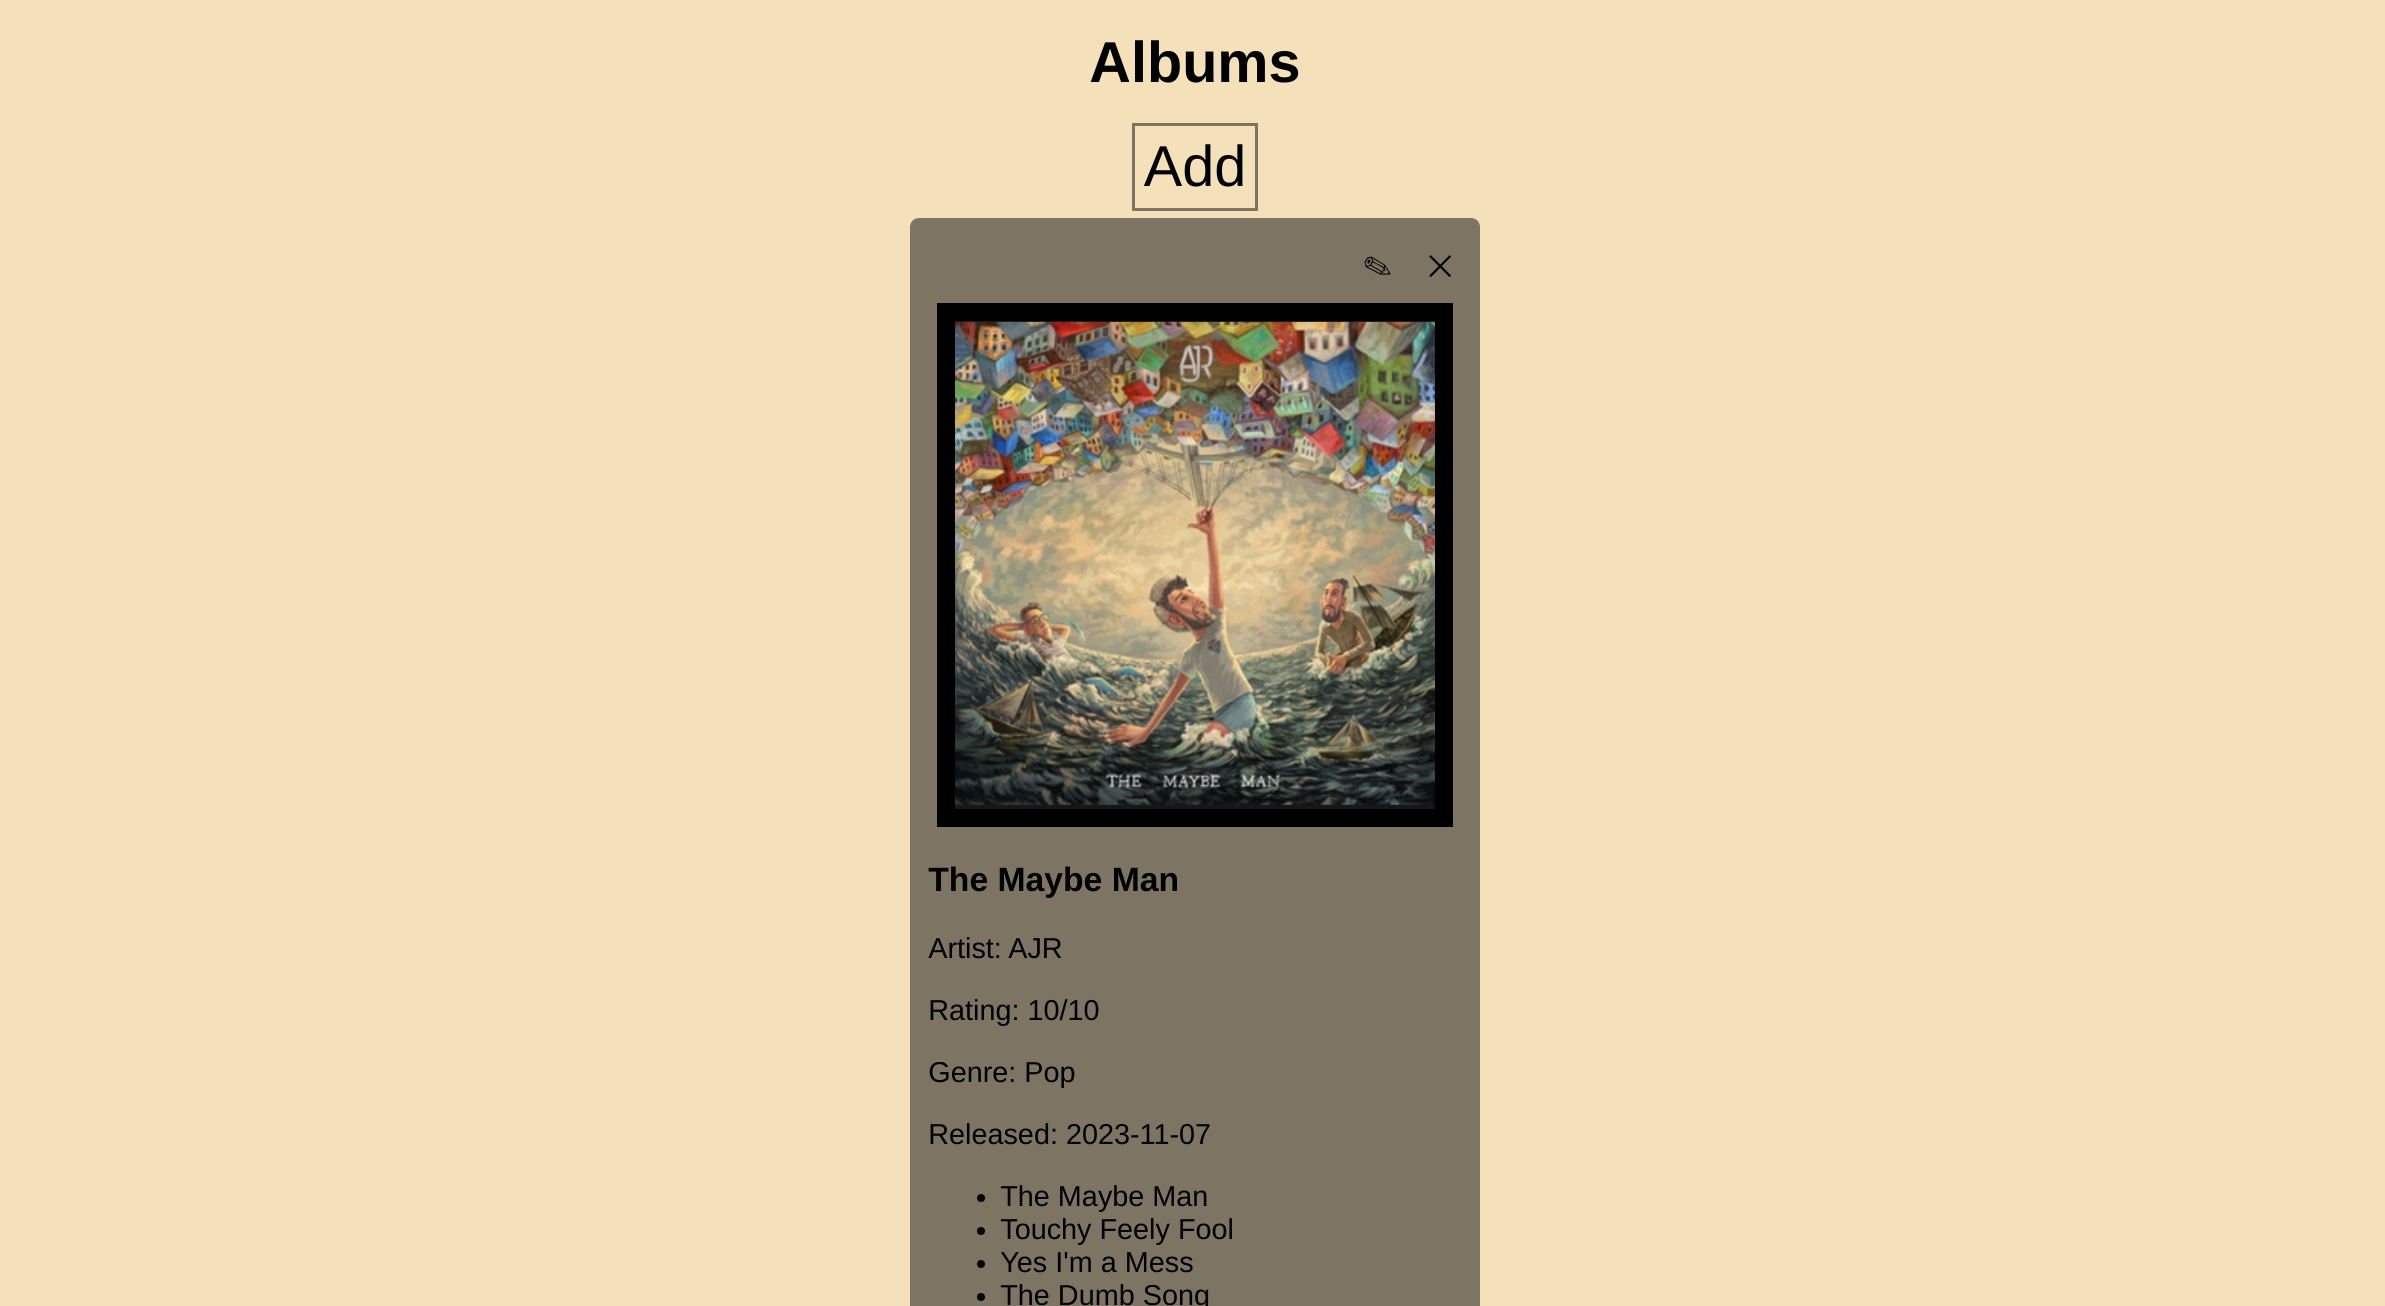 Albums
Add
AJR
THE MAYBE MAN
The Maybe Man
Artist: AJR
Rating: 10/10
Genre: Pop
Released: 2023-11-07
The Maybe Man
Touchy Feely Fool
Yes I'm a Mess
The Dumb Song